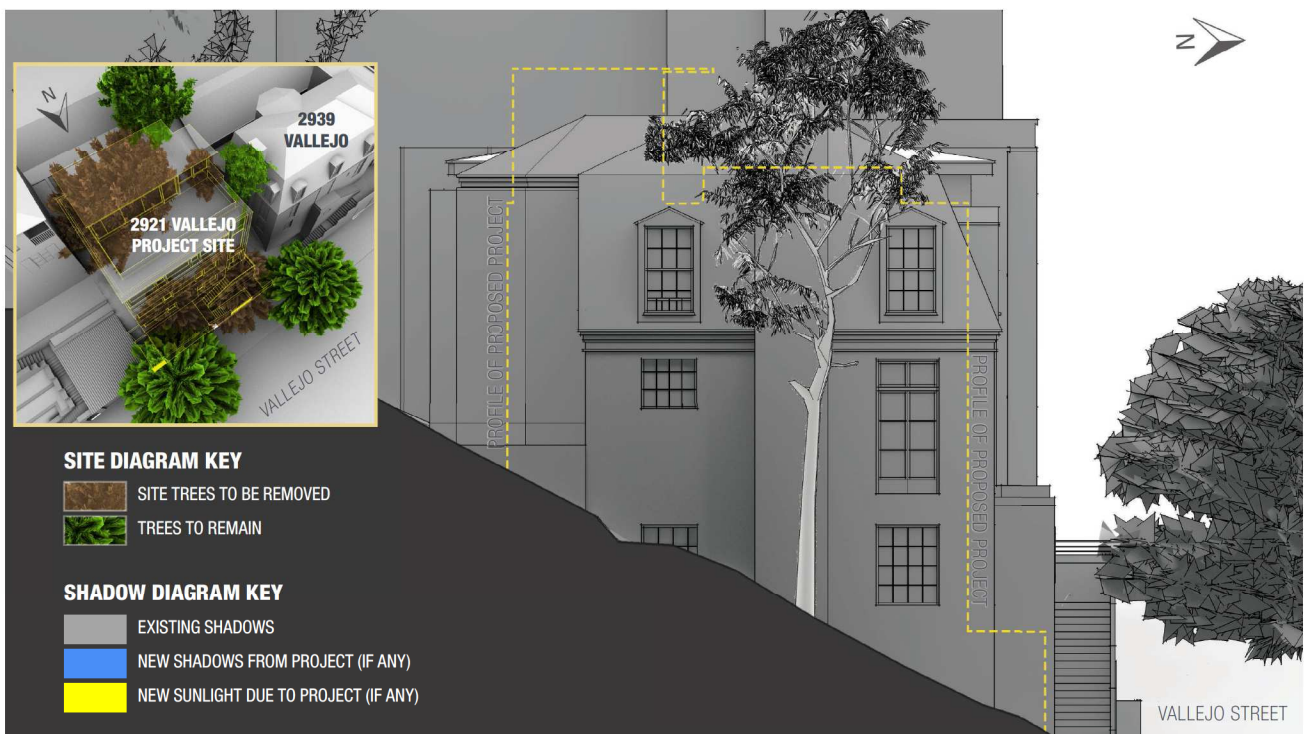 N
N
2939
VALLEJO
2921 VALLEJO
PROJECT SITE
VALLEJO STREET
PROFILE OF PROPOSED PROJECT
PROFILE OF PROPOSED PROJECT
SITE DIAGRAM KEY
SITE TREES TO BE REMOVED
TREES TO REMAIN
SHADOW DIAGRAM KEY
EXISTING SHADOWS
NEW SHADOWS FROM PROJECT (IF ANY)
NEW SUNLIGHT DUE TO PROJECT (IF ANY)
VALLEJO STREET